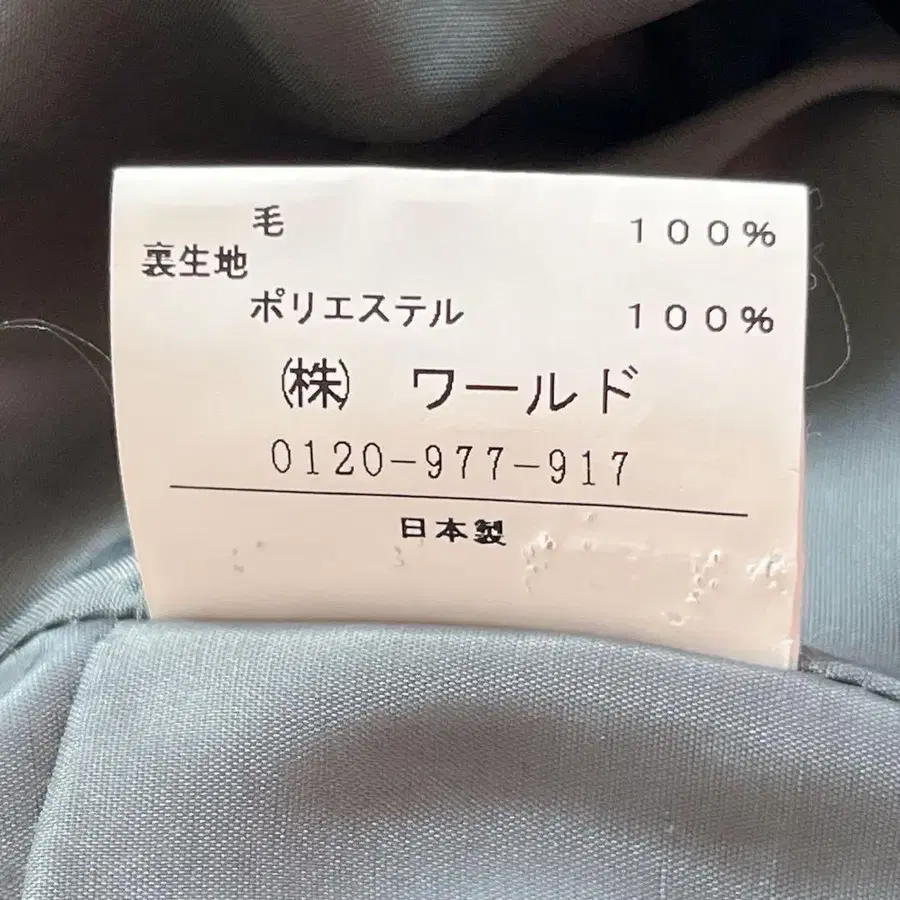 毛 １００％
裏生地
ポリエステル １００％
㈱ ワールド
0120-977-917
日本製